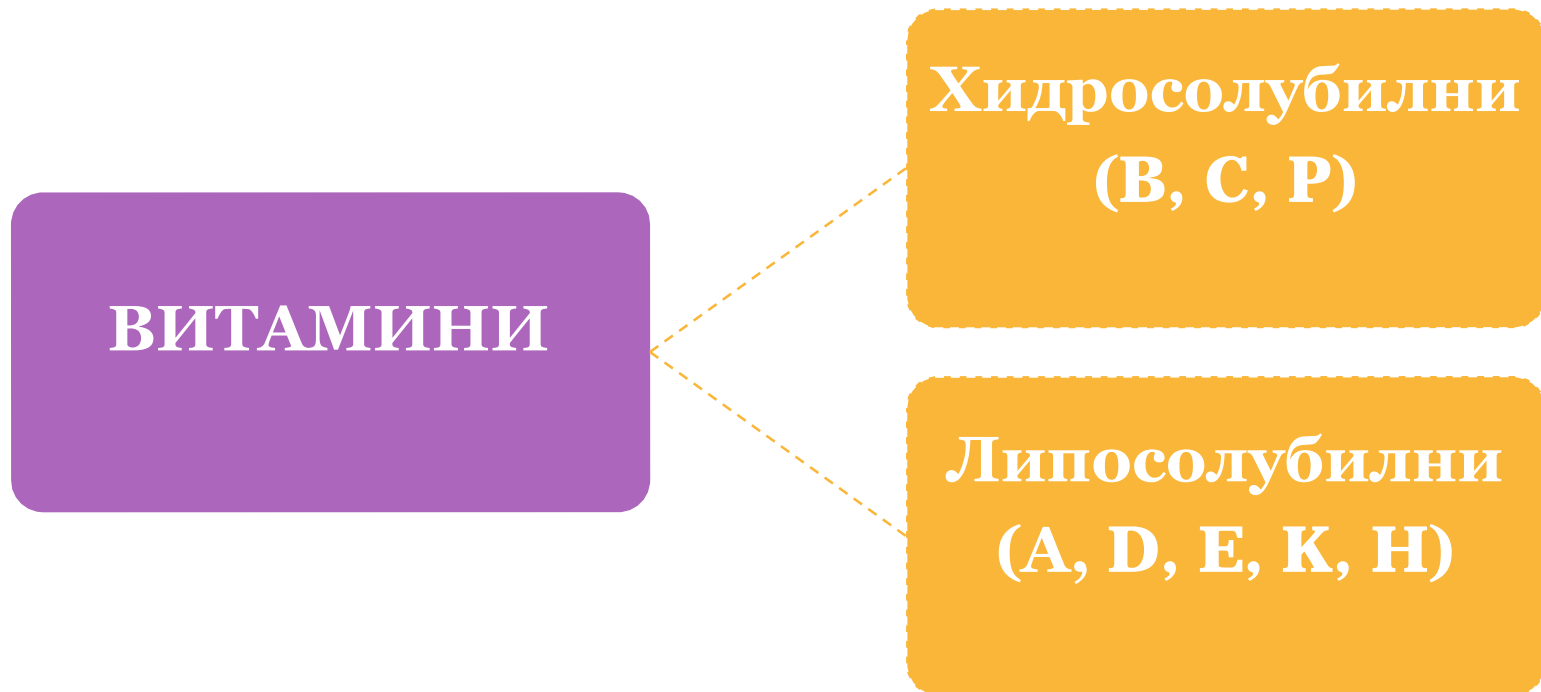 ВИТАМИНИ
Хидросолубилни
(B, C, P)
Липосолубилни
(A, D, E, K, H)